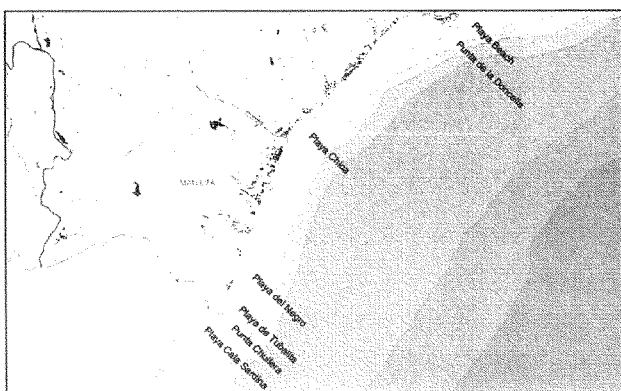 Playa Beach
Punta de la Doncella
Playa Chica
MANILVA
Playa del Negro
Playa de Tubalita
Punta Chullera
Playa Cala Sardina